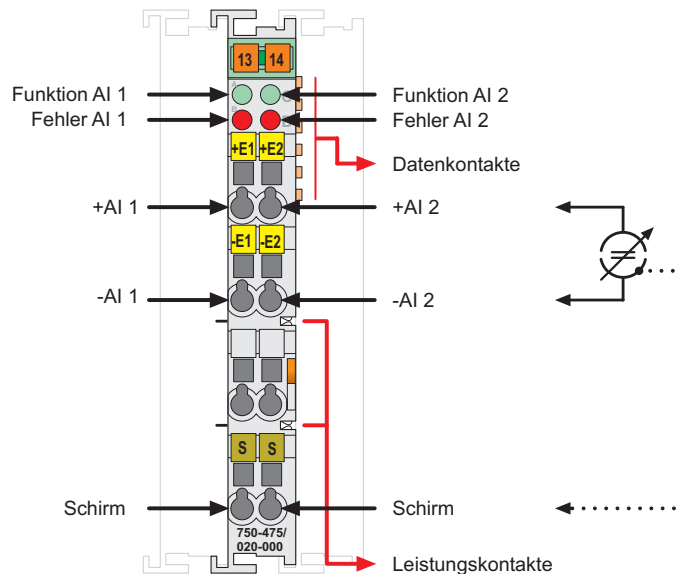 13 14
A C
Funktion AI 1
Funktion AI 2
B D
Fehler AI 1
Fehler AI 2
+E1 +E2
Datenkontakte
+AI 1
+AI 2
-E1 -E2
-AI 1
-AI 2
S S
Schirm
Schirm
750-475/
020-000
Leistungskontakte